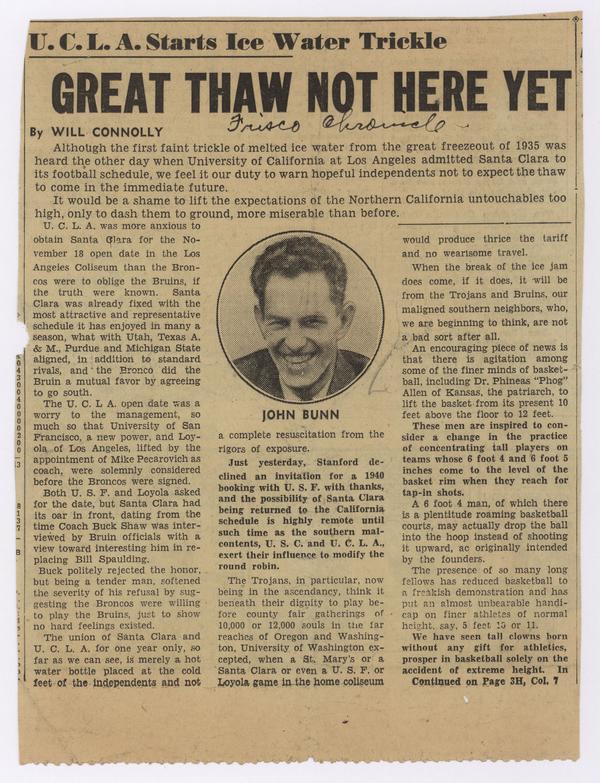 U. C. L. A. Starts Ice Water Trickle
GREAT THAW NOT HERE YET
Frisco Chronicle
By WILL CONNOLLY
Although the first faint trickle of melted ice water from the great freezeout of 1935 was
heard the other day when University of California at Los Angeles admitted Santa Clara to
its football schedule, we feel it our duty to warn hopeful independents not to expect the thaw
to come in the immediate future.
It would be a shame to lift the expectations of the Northern California untouchables too
high, only to dash them to ground, more miserable than before.
U. C. L. A. was more anxious to
obtain Santa Clara for the No-
vember 18 open date in the Los
Angeles Coliseum than the Bron-
cos were to oblige the Bruins, if
the truth were known. Santa
Clara was already fixed with the
most attractive and representative
schedule it has enjoyed in many a
season, what with Utah, Texas A.
& M., Purdue and Michigan State
aligned, in addition to standard
rivals, and the Bronco did the
Bruin a mutual favor by agreeing
to go south.
The U. C. L. A. open date was a
worry to the management, so
much so that University of San
Francisco, a new power, and Loy-
ola of Los Angeles, lifted by the
appointment of Mike Pecarovich as
coach, were solemnly considered
before the Broncos were signed.
Both U. S. F. and Loyola asked
for the date, but Santa Clara had
its oar in front, dating from the
time Coach Buck Shaw was inter-
viewed by Bruin officials with a
view toward interesting him in re-
placing Bill Spaulding.
Buck politely rejected the honor,
but being a tender man, softened
the severity of his refusal by sug-
gesting the Broncos were willing
to play the Bruins, just to show
no hard feelings existed.
The union of Santa Clara and
U. C. L. A. for one year only, so
far as we can see, is merely a hot
water bottle placed at the cold
feet of the independents and not
JOHN BUNN
a complete resuscitation from the
rigors of exposure.
Just yesterday, Stanford de-
clined an invitation for a 1940
booking with U. S. F. with thanks,
and the possibility of Santa Clara
being returned to the California
schedule is highly remote until
such time as the southern mal-
contents, U. S. C. and U. C. L. A.,
exert their influence to modify the
round robin.
The Trojans, in particular, now
being in the ascendancy, think it
beneath their dignity to play be-
fore county fair gatherings of
10,000 or 12,000 souls in the far
reaches of Oregon and Washing-
ton, University of Washington ex-
cepted, when a St. Mary's or a
Santa Clara or even a U. S. F. or
Loyola game in the home coliseum
would produce thrice the tariff
and no wearisome travel.
When the break of the ice jam
does come, if it does, it will be
from the Trojans and Bruins, our
maligned southern neighbors, who,
we are beginning to think, are not
a bad sort after all.
An encouraging piece of news is
that there is agitation among
some of the finer minds of basket-
ball, including Dr. Phineas "Phog"
Allen of Kansas, the patriarch, to
lift the basket from its present 10
feet above the floor to 12 feet.
These men are inspired to con-
sider a change in the practice
of concentrating tall players on
teams whose 6 foot 4 and 6 foot 5
inches come to the level of the
basket rim when they reach for
tap-in shots.
A 6 foot 4 man, of which there
is a plentitude roaming basketball
courts, may actually drop the ball
into the hoop instead of shooting
it upward, as originally intended
by the founders.
The presence of so many long
fellows has reduced basketball to
a freakish demonstration and has
put an almost unbearable handi-
cap on finer athletes of normal
height, say, 5 feet 10 or 11.
We have seen tall clowns born
without any gift for athletics,
prosper in basketball solely on the
accident of extreme height. In
Continued on Page 3H, Col. 7